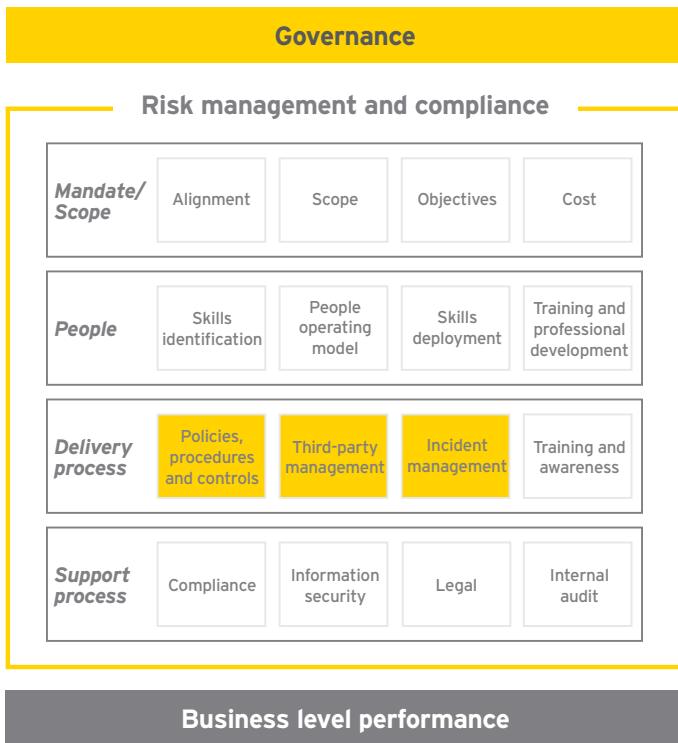 Governance
Risk management and compliance
Mandate/
Scope
Alignment
Scope
Objectives
Cost
People
Skills
identification
People
operating
model
Skills
deployment
Training and
professional
development
Delivery
process
Policies,
procedures
and controls
Third-party
management
Incident
management
Training and
awareness
Support
process
Compliance
Information
security
Legal
Internal
audit
Business level performance